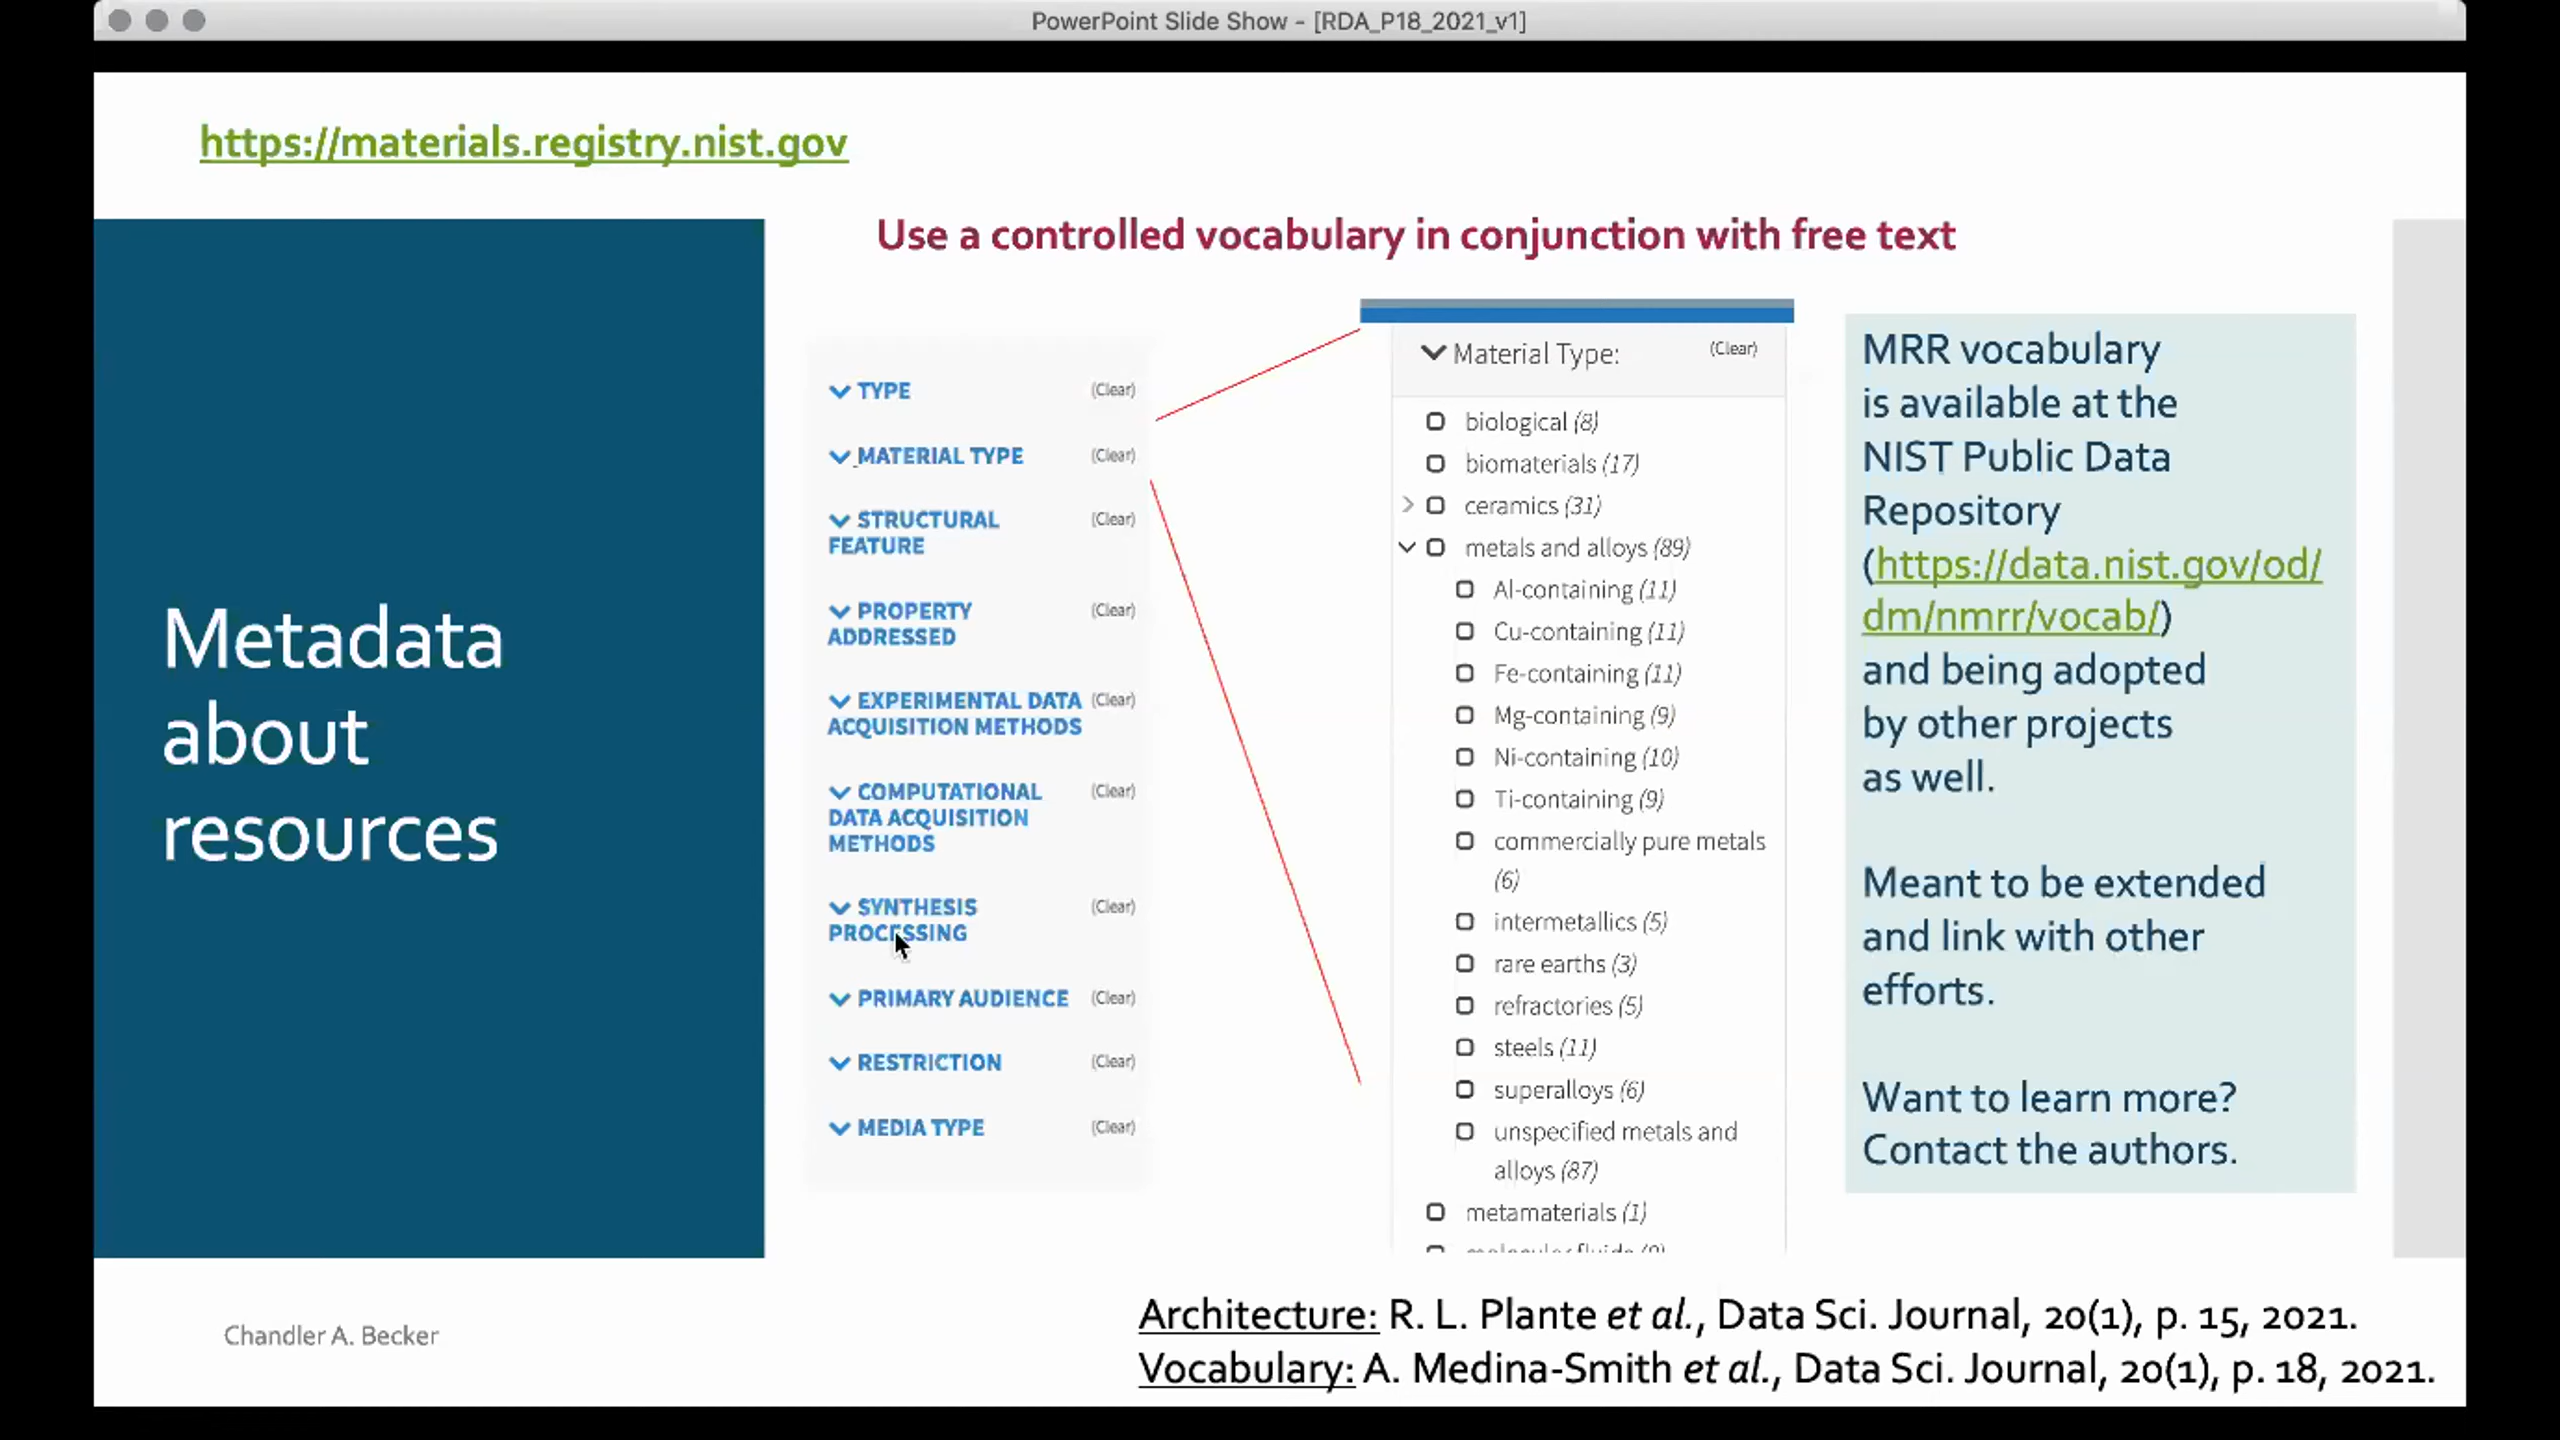 PowerPoint Slide Show - [RDA_P18_2021_v1]
https://materials.registry.nist.gov
Use a controlled vocabulary in conjunction with free text
Metadata
about
resources
TYPE (Clear)
MATERIAL TYPE (Clear)
STRUCTURAL (Clear)
FEATURE
PROPERTY (Clear)
ADDRESSED
EXPERIMENTAL DATA (Clear)
ACQUISITION METHODS
COMPUTATIONAL (Clear)
DATA ACQUISITION
METHODS
SYNTHESIS (Clear)
PROCESSING
PRIMARY AUDIENCE (Clear)
RESTRICTION (Clear)
MEDIA TYPE (Clear)
Material Type: (Clear)
biological (8)
biomaterials (17)
ceramics (31)
metals and alloys (89)
Al-containing (11)
Cu-containing (11)
Fe-containing (11)
Mg-containing (9)
Ni-containing (10)
Ti-containing (9)
commercially pure metals
(6)
intermetallics (5)
rare earths (3)
refractories (5)
steels (11)
superalloys (6)
unspecified metals and
alloys (87)
metamaterials (1)
MRR vocabulary
is available at the
NIST Public Data
Repository
(https://data.nist.gov/od/
dm/nmrr/vocab/)
and being adopted
by other projects
as well.
Meant to be extended
and link with other
efforts.
Want to learn more?
Contact the authors.
Chandler A. Becker
Architecture: R. L. Plante et al., Data Sci. Journal, 20(1), p. 15, 2021.
Vocabulary: A. Medina-Smith et al., Data Sci. Journal, 20(1), p. 18, 2021.